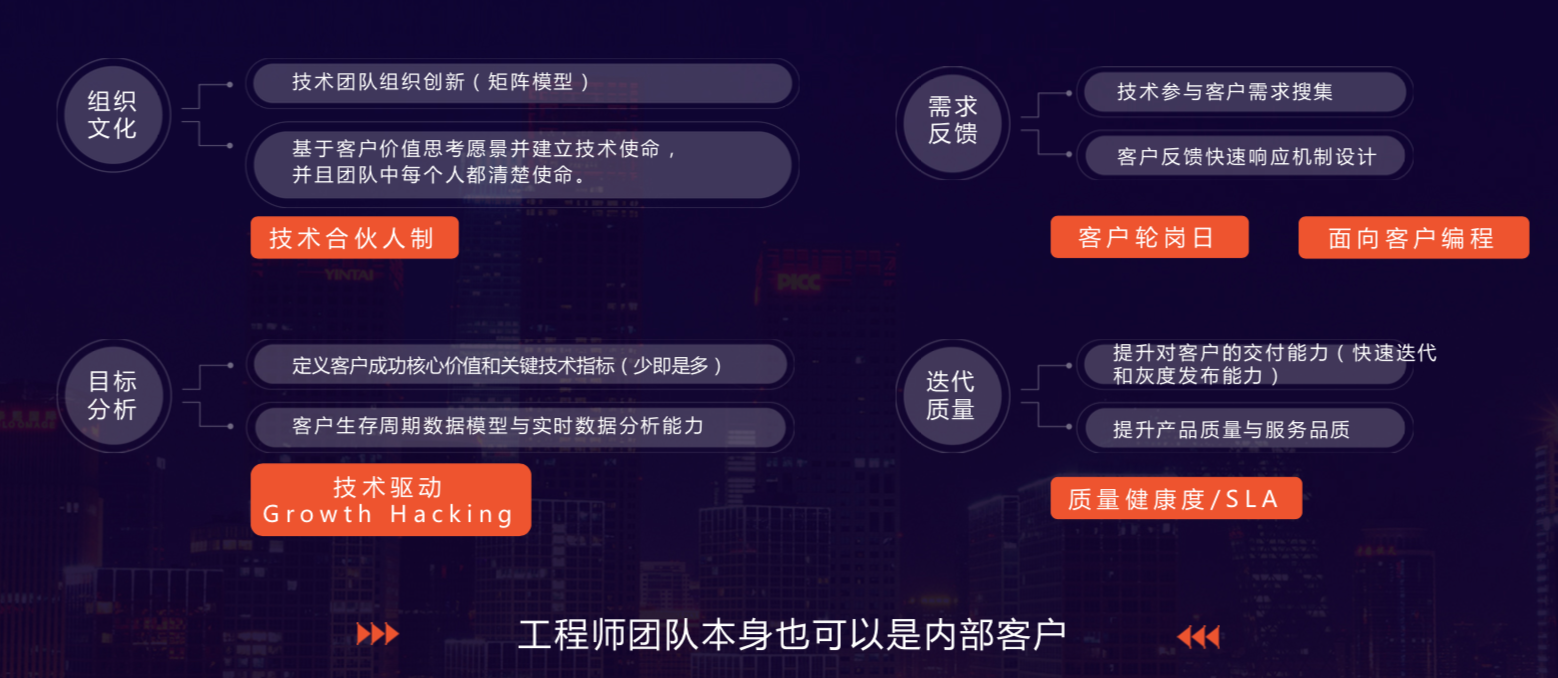 组织
文化
技术团队组织创新（矩阵模型）
基于客户价值思考愿景并建立技术使命，
并且团队中每个人都清楚使命。
技术合伙人制
需求
反馈
技术参与客户需求搜集
客户反馈快速响应机制设计
客户轮岗日
面向客户编程
YINTAI
PICC
目标
分析
定义客户成功核心价值和关键技术指标（少即是多）
客户生存周期数据模型与实时数据分析能力
技术驱动
Growth Hacking
迭代
质量
提升对客户的交付能力（快速迭代
和灰度发布能力）
提升产品质量与服务品质
质量健康度/SLA
工程师团队本身也可以是内部客户